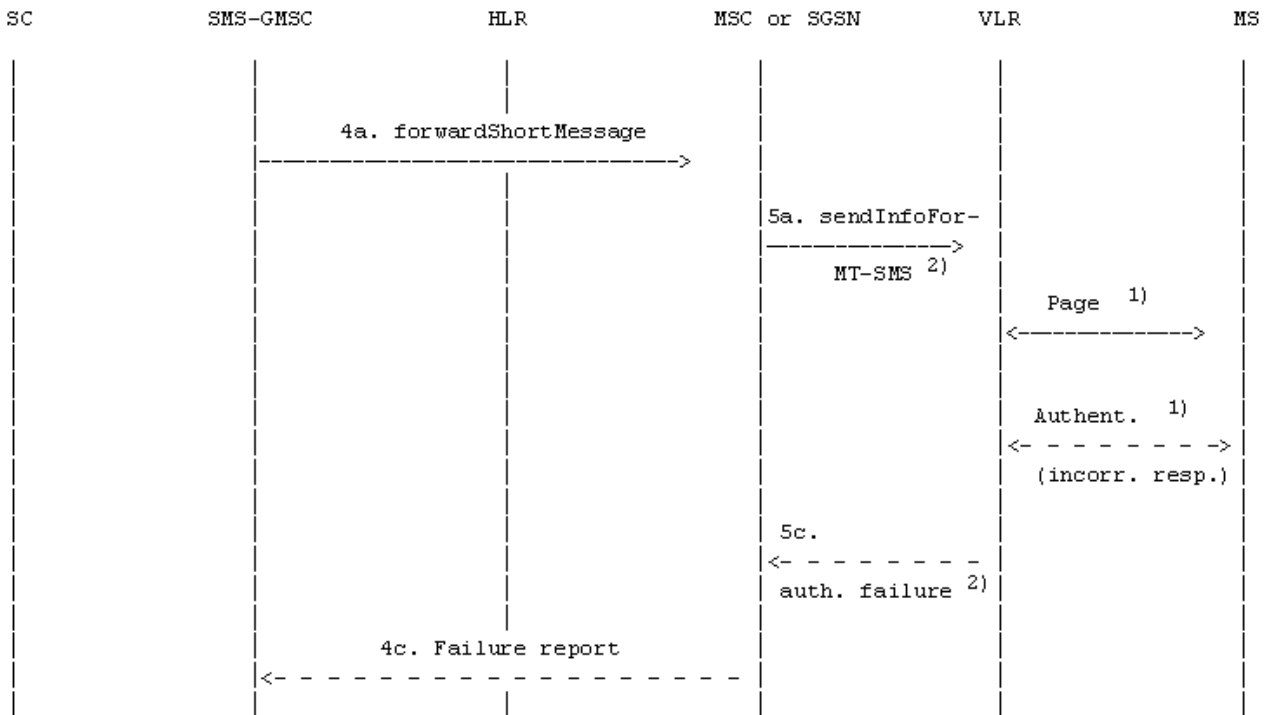 SC SMS-GMSC HLR MSC or SGSN VLR MS
4a. forwardShortMessage
5a. sendInfoFor-
MT-SMS 2)
Page 1)
Authent. 1)
(incorr. resp.)
5c.
auth. failure 2)
4c. Failure report